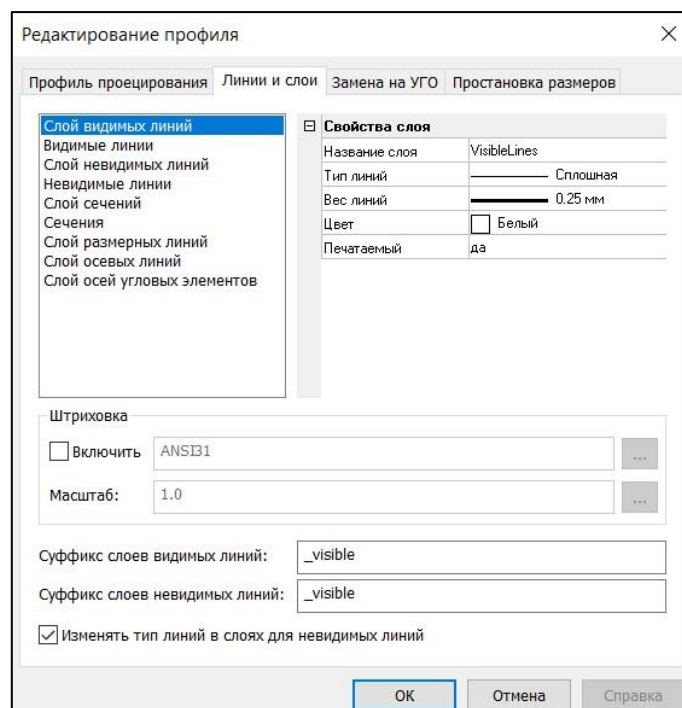 Редактирование профиля
Профиль проецирования Линии и слои Замена на УГО Простановка размеров
Слой видимых линий
Видимые линии
Слой невидимых линий
Невидимые линии
Слой сечений
Сечения
Слой размерных линий
Слой осевых линий
Слой осей угловых элементов
Свойства слоя
Название слоя VisibleLines
Тип линий Сплошная
Вес линий 0.25 мм
Цвет Белый
Печатаемый да
Штриховка
Включить ANSI31 ...
Масштаб: 1.0 ...
Суффикс слоев видимых линий: _visible
Суффикс слоев невидимых линий: _visible
Изменять тип линий в слоях для невидимых линий
ОК Отмена Справка